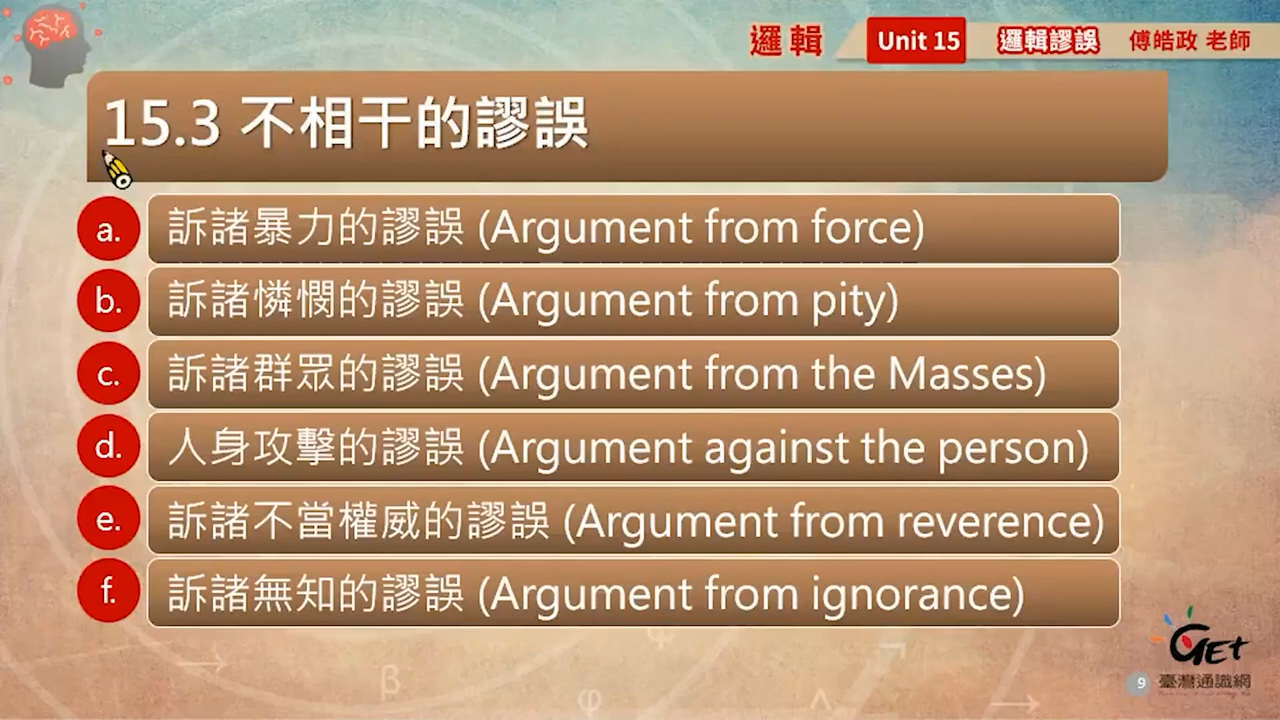 邏輯 Unit 15 邏輯謬誤 傅皓政 老師
15.3 不相干的謬誤
a. 訴諸暴力的謬誤 (Argument from force)
b. 訴諸憐憫的謬誤 (Argument from pity)
c. 訴諸群眾的謬誤 (Argument from the Masses)
d. 人身攻擊的謬誤 (Argument against the person)
e. 訴諸不當權威的謬誤 (Argument from reverence)
f. 訴諸無知的謬誤 (Argument from ignorance)
GET
9 臺灣通識網
β
φ